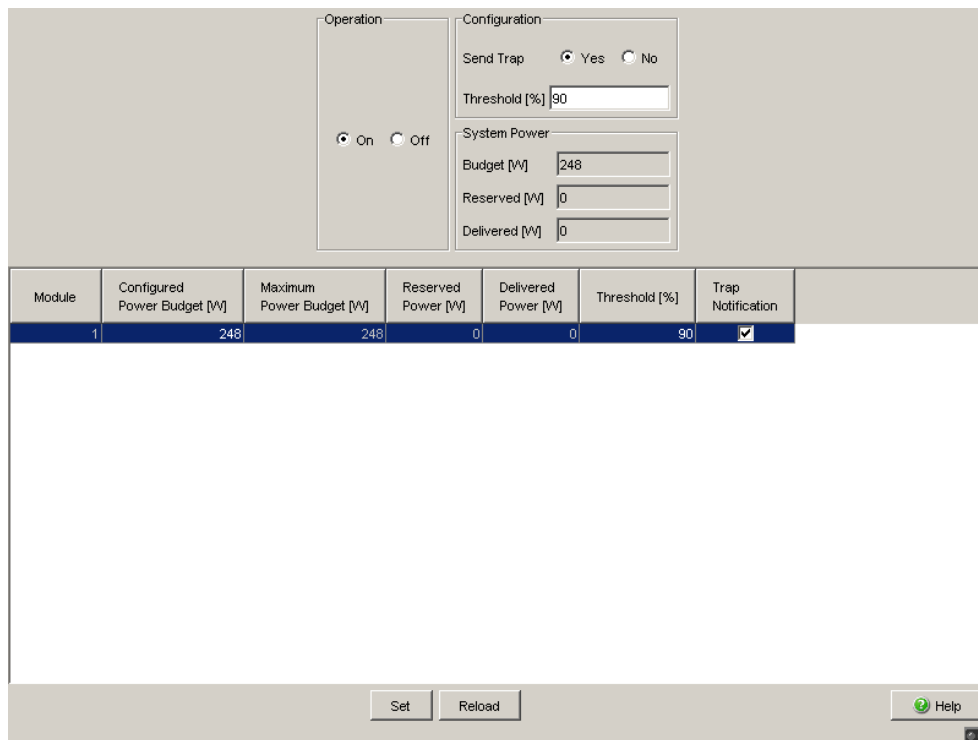 Operation
On Off
Configuration
Send Trap Yes No
Threshold [%] 90
System Power
Budget [W] 248
Reserved [W] 0
Delivered [W] 0
Module
Configured
Power Budget [W]
Maximum
Power Budget [W]
Reserved
Power [W]
Delivered
Power [W]
Threshold [%]
Trap
Notification
1 248 248 0 0 90
Set Reload Help